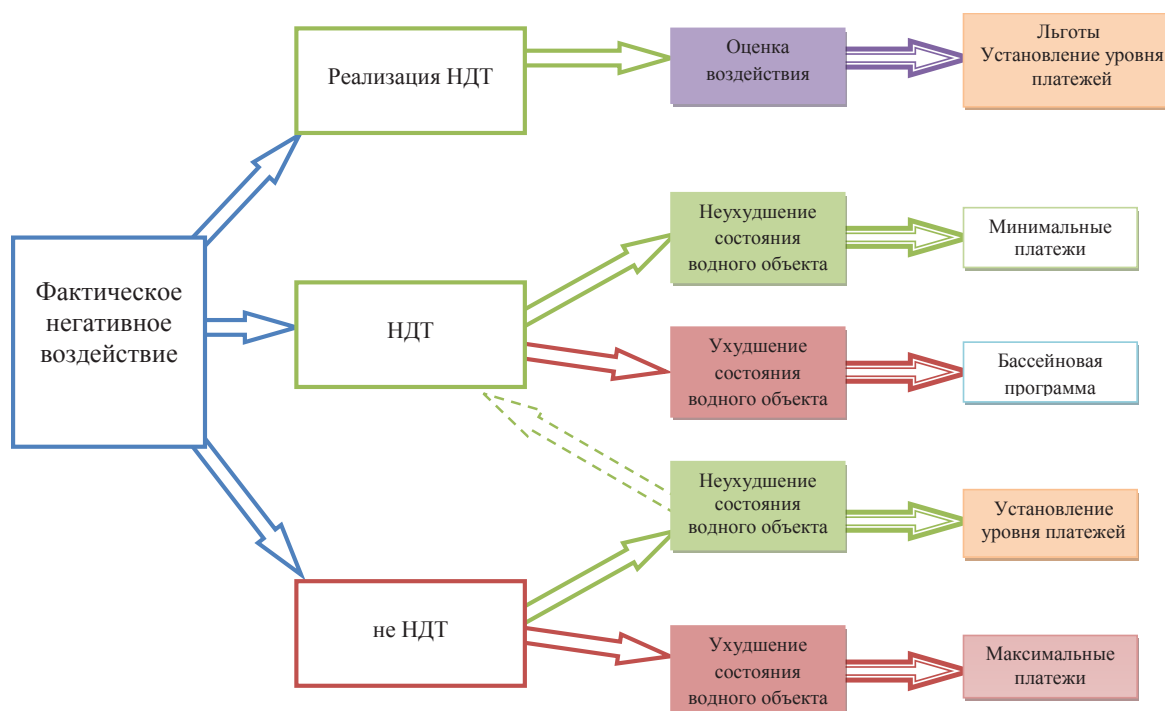 Реализация НДТ
Оценка
воздействия
Льготы
Установление уровня
платежей
Фактическое
негативное
воздействие
НДТ
Неухудшение
состояния
водного объекта
Минимальные
платежи
Ухудшение
состояния
водного объекта
Бассейновая
программа
не НДТ
Неухудшение
состояния
водного объекта
Установление
уровня платежей
Ухудшение
состояния
водного объекта
Максимальные
платежи